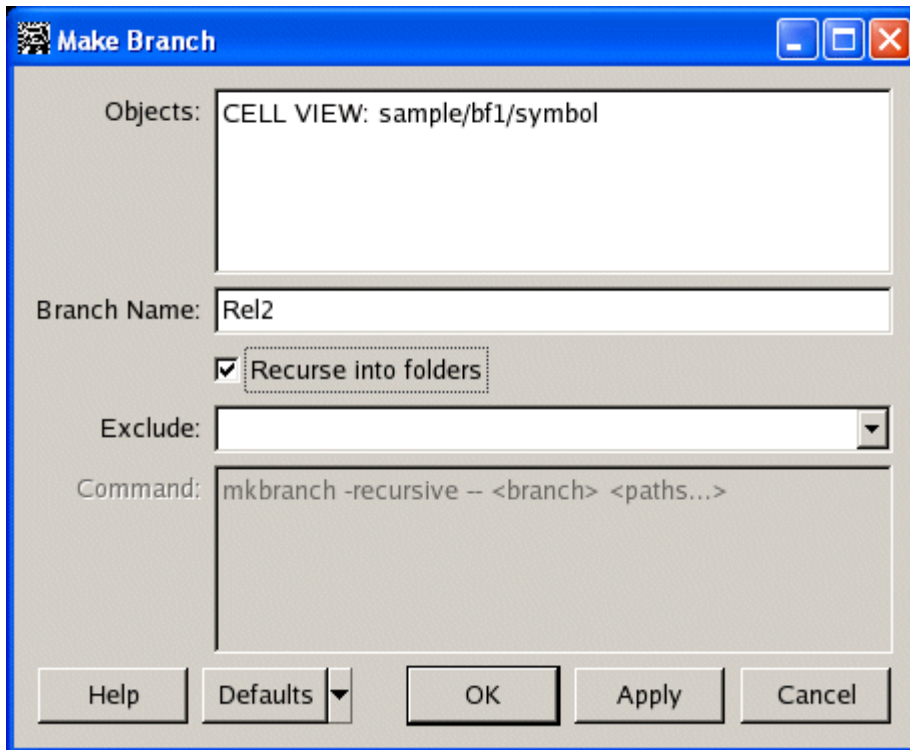 Make Branch
Objects: CELL VIEW: sample/bf1/symbol
Branch Name: Rel2
Recurse into folders
Exclude:
Command: mkbranch -recursive -- <branch> <paths...>
Help Defaults OK Apply Cancel